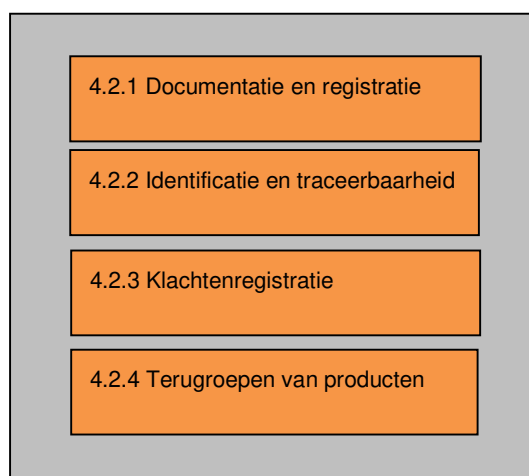 4.2.1 Documentatie en registratie
4.2.2 Identificatie en traceerbaarheid
4.2.3 Klachtenregistratie
4.2.4 Terugroepen van producten